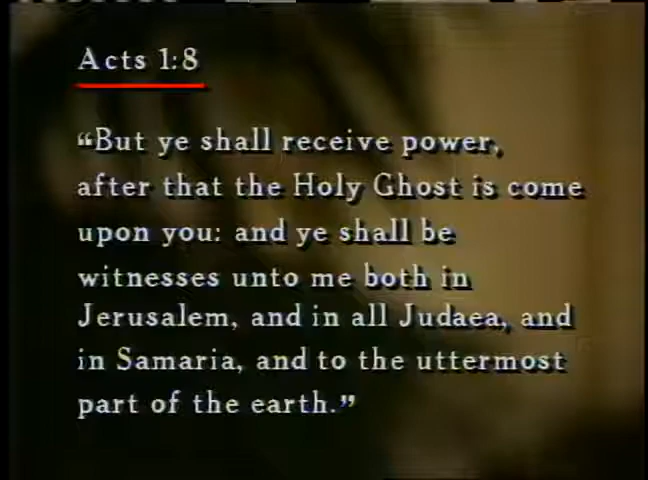 Acts 1:8
“But ye shall receive power,
after that the Holy Ghost is come
upon you: and ye shall be
witnesses unto me both in
Jerusalem, and in all Judaea, and
in Samaria, and to the uttermost
part of the earth.”